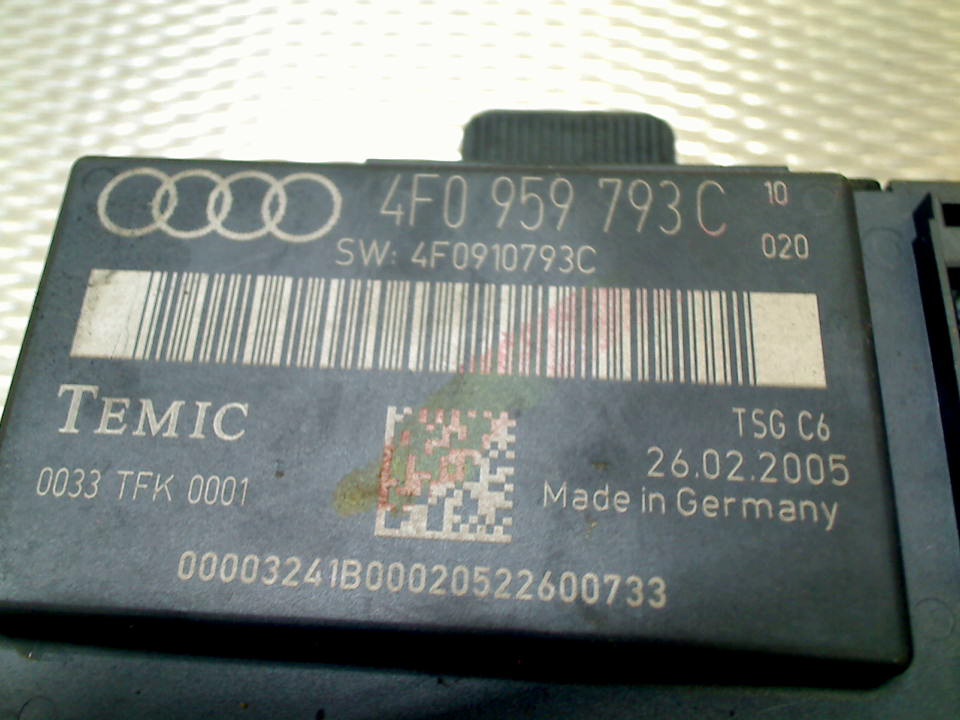 4F0 959 793 C 10
SW: 4F0910793C 020
TEMIC
TSG C6
26.02.2005
0033 TFK 0001
Made in Germany
00003241B00020522600733